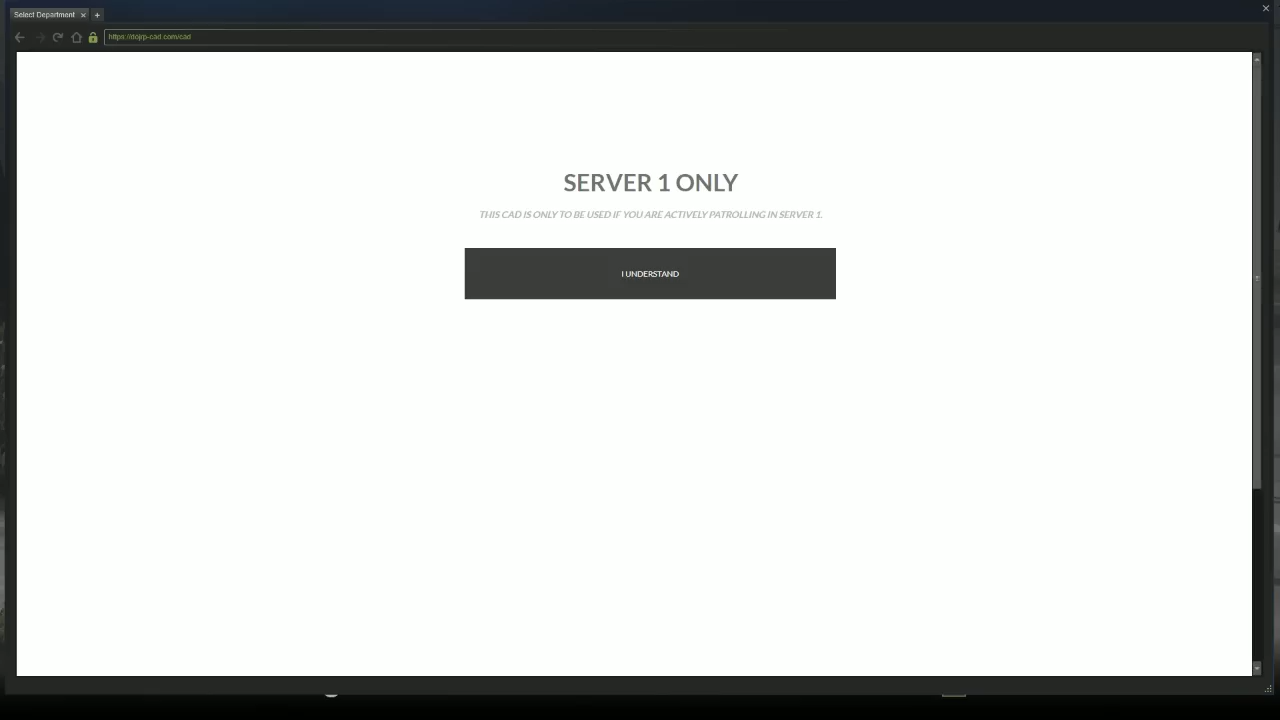 Select Department
https://dojrp-cad.com/cad
SERVER 1 ONLY
THIS CAD IS ONLY TO BE USED IF YOU ARE ACTIVELY PATROLLING IN SERVER 1.
I UNDERSTAND